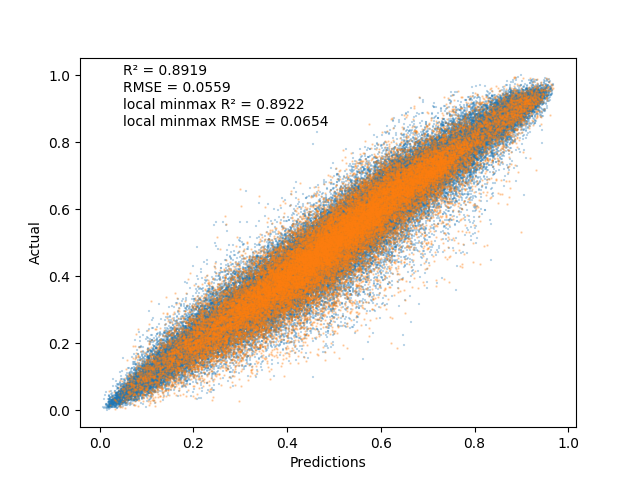 R² = 0.8919
RMSE = 0.0559
local minmax R² = 0.8922
local minmax RMSE = 0.0654
1.0
0.8
0.6
0.4
0.2
0.0
Actual
0.0 0.2 0.4 0.6 0.8 1.0
Predictions